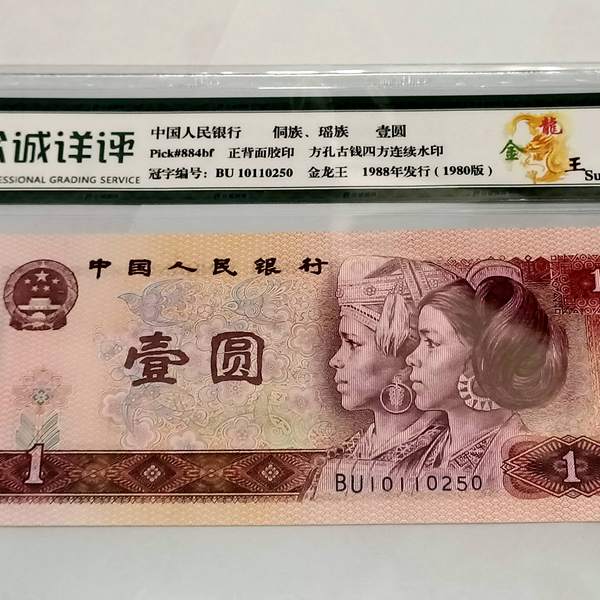 诚详评
ESSIONAL GRADING SERVICE
中国人民银行 侗族、瑶族 壹圆
Pick#884bf 正背面胶印 方孔古钱四方连续水印
冠字编号: BU 10110250 金龙王 1988年发行 ( 1980版 )
金
龍
王
Su
中国人民银行
1
壹圆
1
BU10110250
1